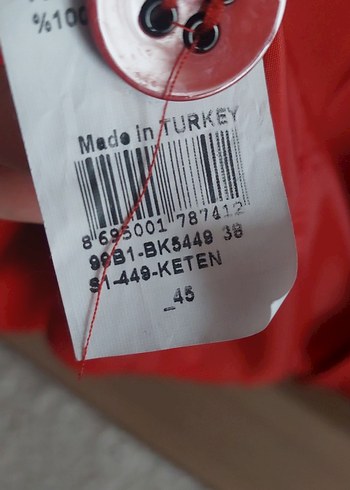 %100
Made in TURKEY
8 695001 787412
99B1-BK5449 38
S1-449-KETEN
_45